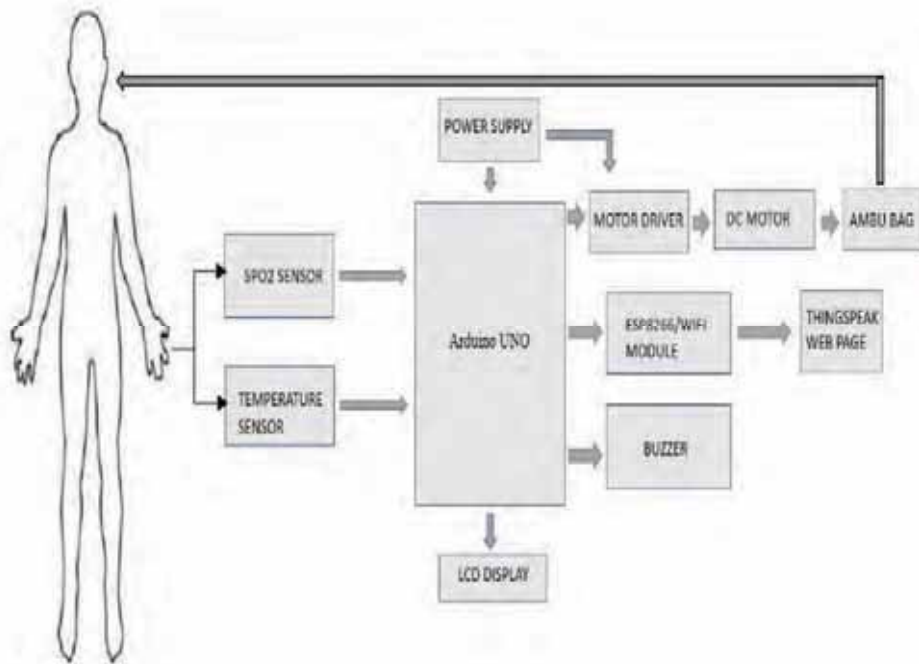 POWER SUPPLY
MOTOR DRIVER
DC MOTOR
AMBU BAG
SPO2 SENSOR
Arduino UNO
ESP8266/WIFI
MODULE
THINGSPEAK
WEB PAGE
TEMPERATURE
SENSOR
BUZZER
LCD DISPLAY